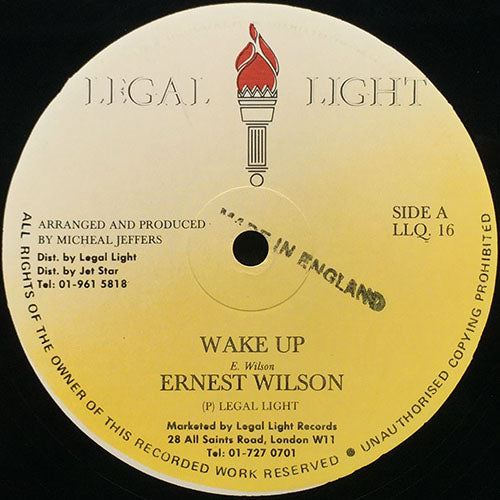 LEGAL LIGHT
ARRANGED AND PRODUCED
BY MICHEAL JEFFERS
Dist. by Legal Light
Dist. by Jet Star
Tel: 01-961 5818
SIDE A
LLQ. 16
MADE IN ENGLAND
WAKE UP
E. Wilson
ERNEST WILSON
(P) LEGAL LIGHT
Marketed by Legal Light Records
28 All Saints Road, London W11
Tel: 01-727 0701
ALL RIGHTS OF THE OWNER OF THIS RECORDED WORK RESERVED ● UNAUTHORISED COPYING PROHIBITED